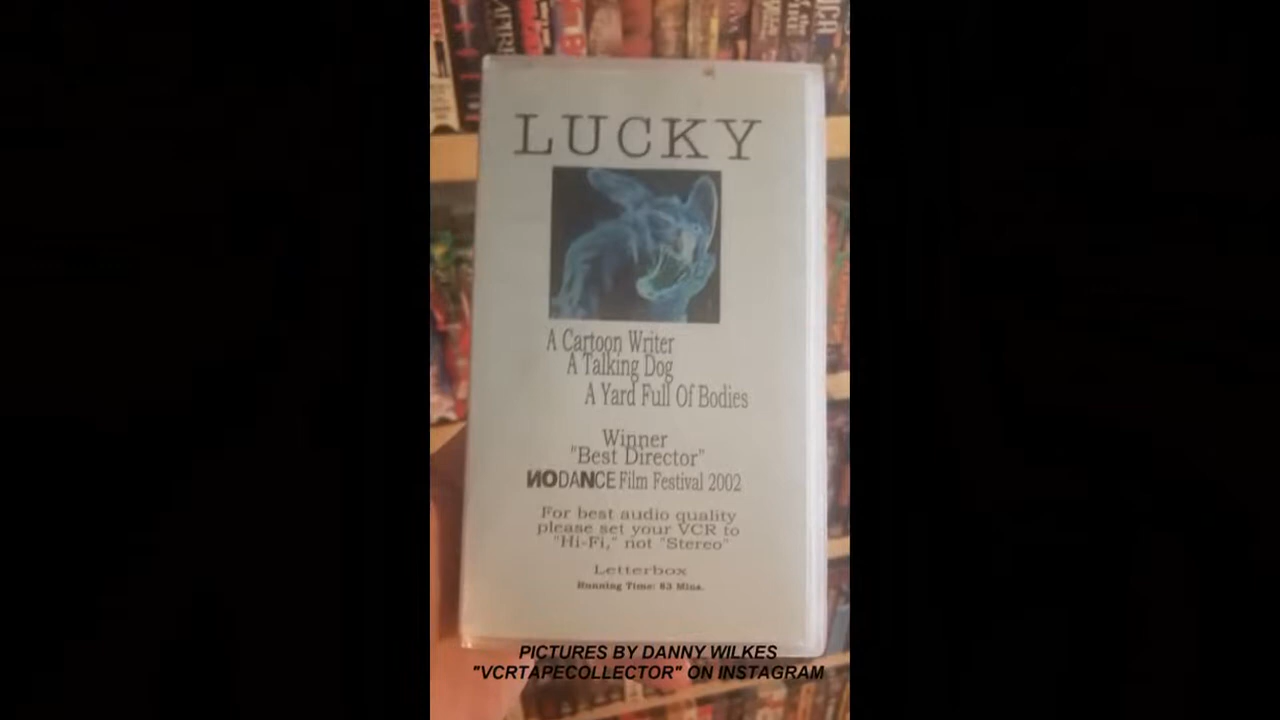 LUCKY
A Cartoon Writer
A Talking Dog
A Yard Full Of Bodies
Winner
"Best Director"
NODANCE Film Festival 2002
For best audio quality
please set your VCR to
"Hi-Fi," not "Stereo"
Letterbox
Running Time: 63 Mins.
PICTURES BY DANNY WILKES
"VCRTAPECOLLECTOR" ON INSTAGRAM